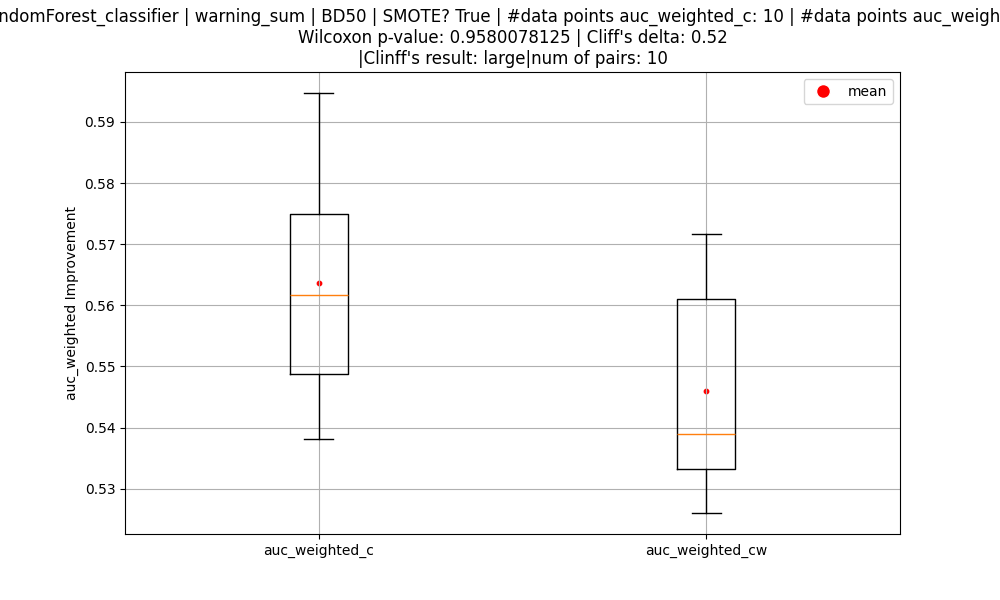 ndomForest_classifier | warning_sum | BD50 | SMOTE? True | #data points auc_weighted_c: 10 | #data points auc_weigh
Wilcoxon p-value: 0.9580078125 | Cliff's delta: 0.52
|Clinff's result: large|num of pairs: 10
mean
0.59
0.58
0.57
0.56
0.55
0.54
0.53
auc_weighted Improvement
auc_weighted_c
auc_weighted_cw